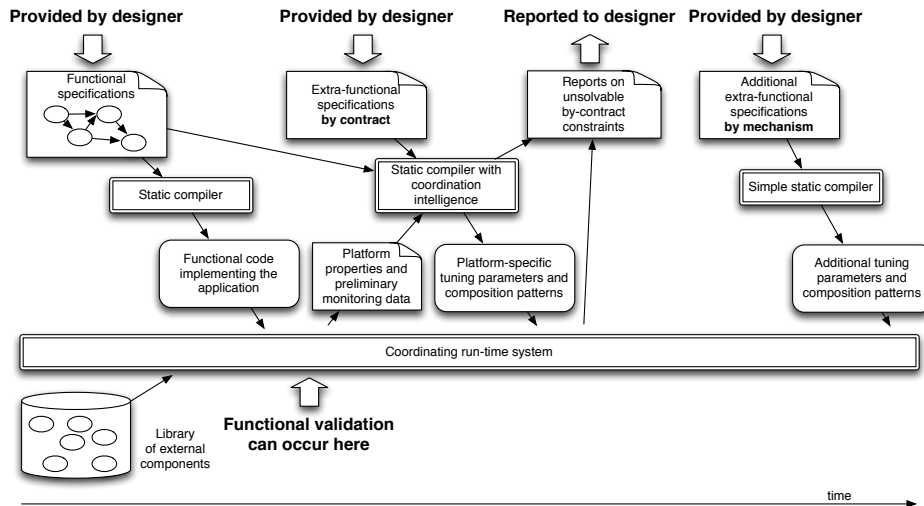 Provided by designer
Provided by designer
Reported to designer
Provided by designer
Functional
specifications
Extra-functional
specifications
by contract
Reports on
unsolvable
by-contract
constraints
Additional
extra-functional
specifications
by mechanism
Static compiler
Static compiler with
coordination
intelligence
Simple static compiler
Functional code
implementing the
application
Platform
properties and
preliminary
monitoring data
Platform-specific
tuning parameters and
composition patterns
Additional tuning
parameters and
composition patterns
Coordinating run-time system
Library
of external
components
Functional validation
can occur here
time